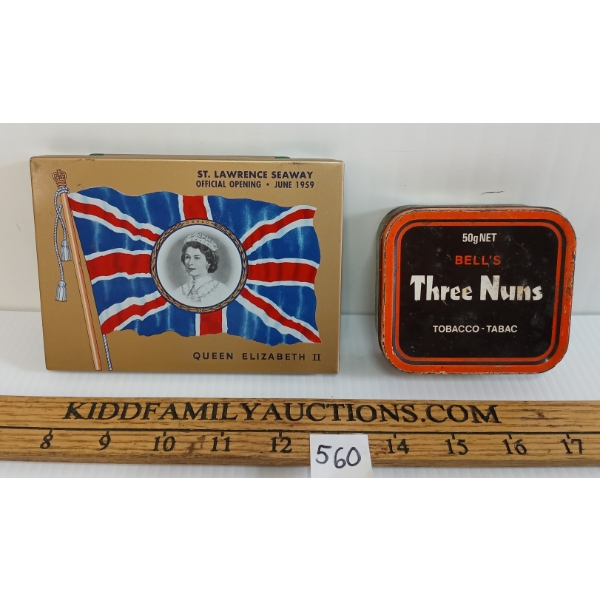 ST. LAWRENCE SEAWAY
OFFICIAL OPENING • JUNE 1959
QUEEN ELIZABETH II
50g NET
BELL'S
Three Nuns
TOBACCO - TABAC
KIDDFAMILYAUCTIONS.COM
8 9 10 11 12 14 15 16 17
560